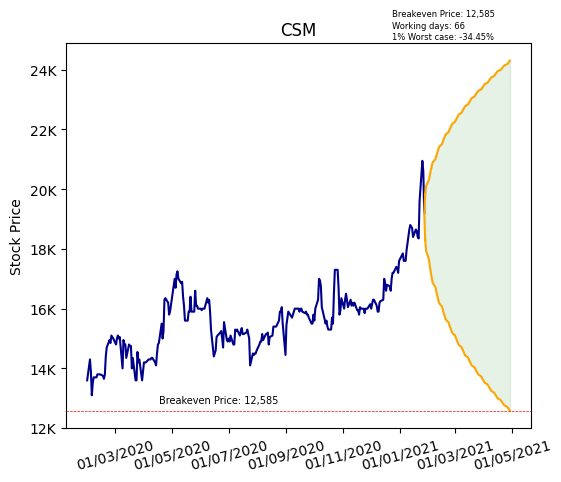 Breakeven Price: 12,585
Working days: 66
1% Worst case: -34.45%
CSM
Stock Price
24K
22K
20K
18K
16K
14K
12K
Breakeven Price: 12,585
01/03/2020
01/05/2020
01/07/2020
01/09/2020
01/11/2020
01/01/2021
01/03/2021
01/05/2021